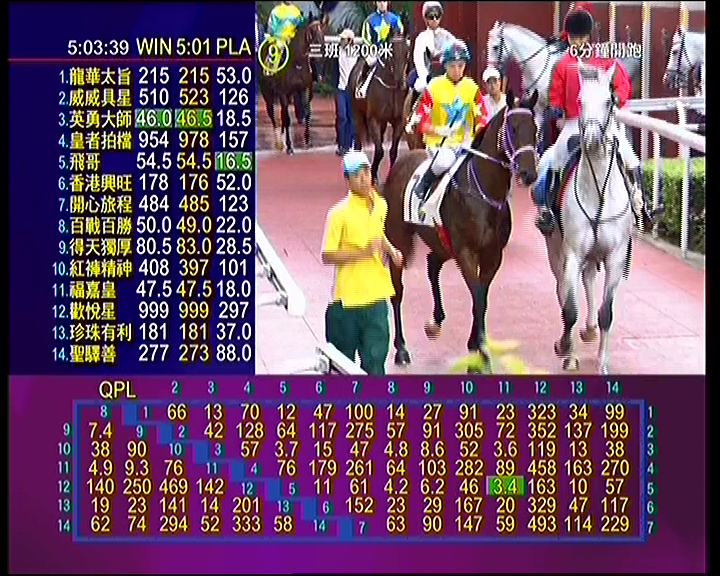 5:03:39 WIN 5:01 PLA
1.龍華太旨 215 215 53.0
2.威威具星 510 523 126
3.英勇大師 46.0 46.5 18.5
4.皇者拍檔 954 978 157
5.飛哥 54.5 54.5 16.5
6.香港興旺 178 176 52.0
7.開心旅程 484 485 123
8.百戰百勝 50.0 49.0 22.0
9.得天獨厚 80.5 83.0 28.5
10.紅褲精神 408 397 101
11.福嘉皇 47.5 47.5 18.0
12.歡悅星 999 999 297
13.珍珠有利 181 181 37.0
14.聖驛善 277 273 88.0
9 三班 1200米 6分鐘開跑
QPL 2 3 4 5 6 7 8 9 10 11 12 13 14
8 1 66 13 70 12 47 100 14 27 91 23 323 34 99 1
9 7.4 9 2 42 128 64 117 275 57 91 305 72 352 137 199 2
10 38 90 10 3 57 3.7 15 47 4.8 8.6 52 3.6 119 13 38 3
11 4.9 9.3 76 11 4 76 179 261 64 103 282 89 458 163 270 4
12 140 250 469 142 12 5 11 61 4.2 6.2 46 3.4 163 10 57 5
13 19 23 141 14 201 13 6 152 23 29 167 20 329 47 117 6
14 62 74 294 52 333 58 14 7 63 90 147 59 493 114 229 7